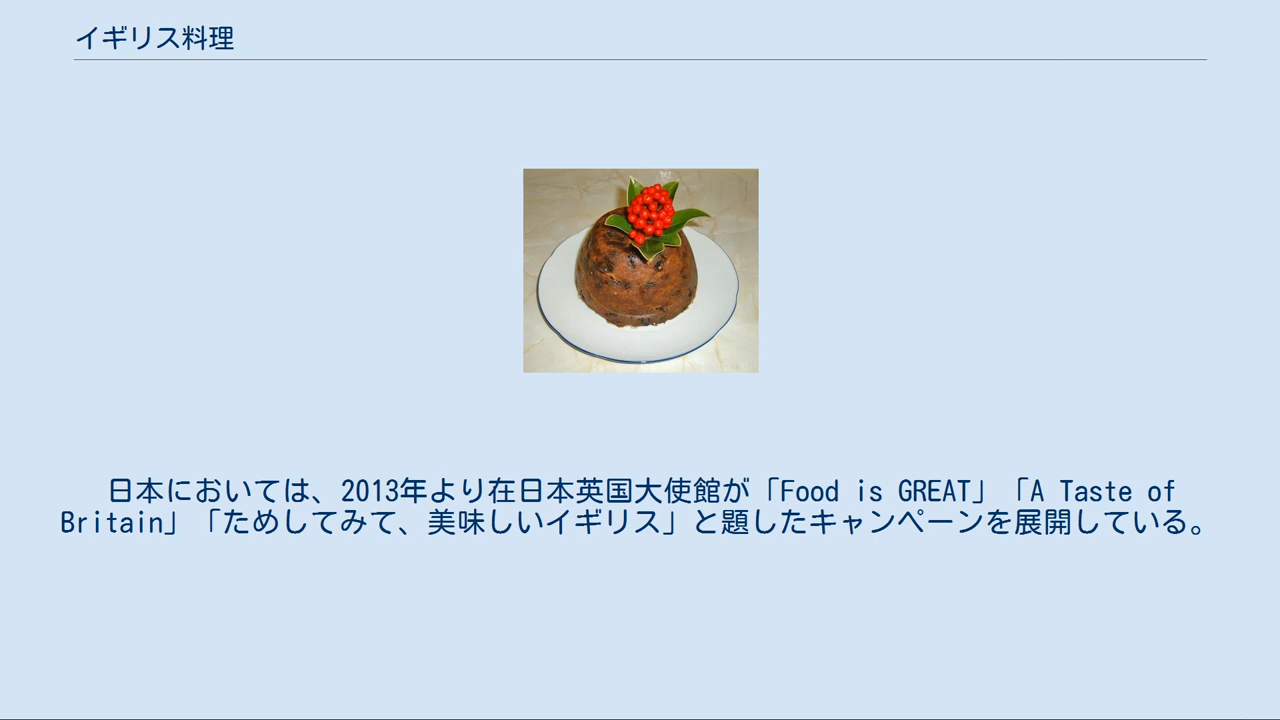 イギリス料理
日本においては、2013年より在日本英国大使館が「Food is GREAT」「A Taste of
Britain」「ためしてみて、美味しいイギリス」と題したキャンペーンを展開している。